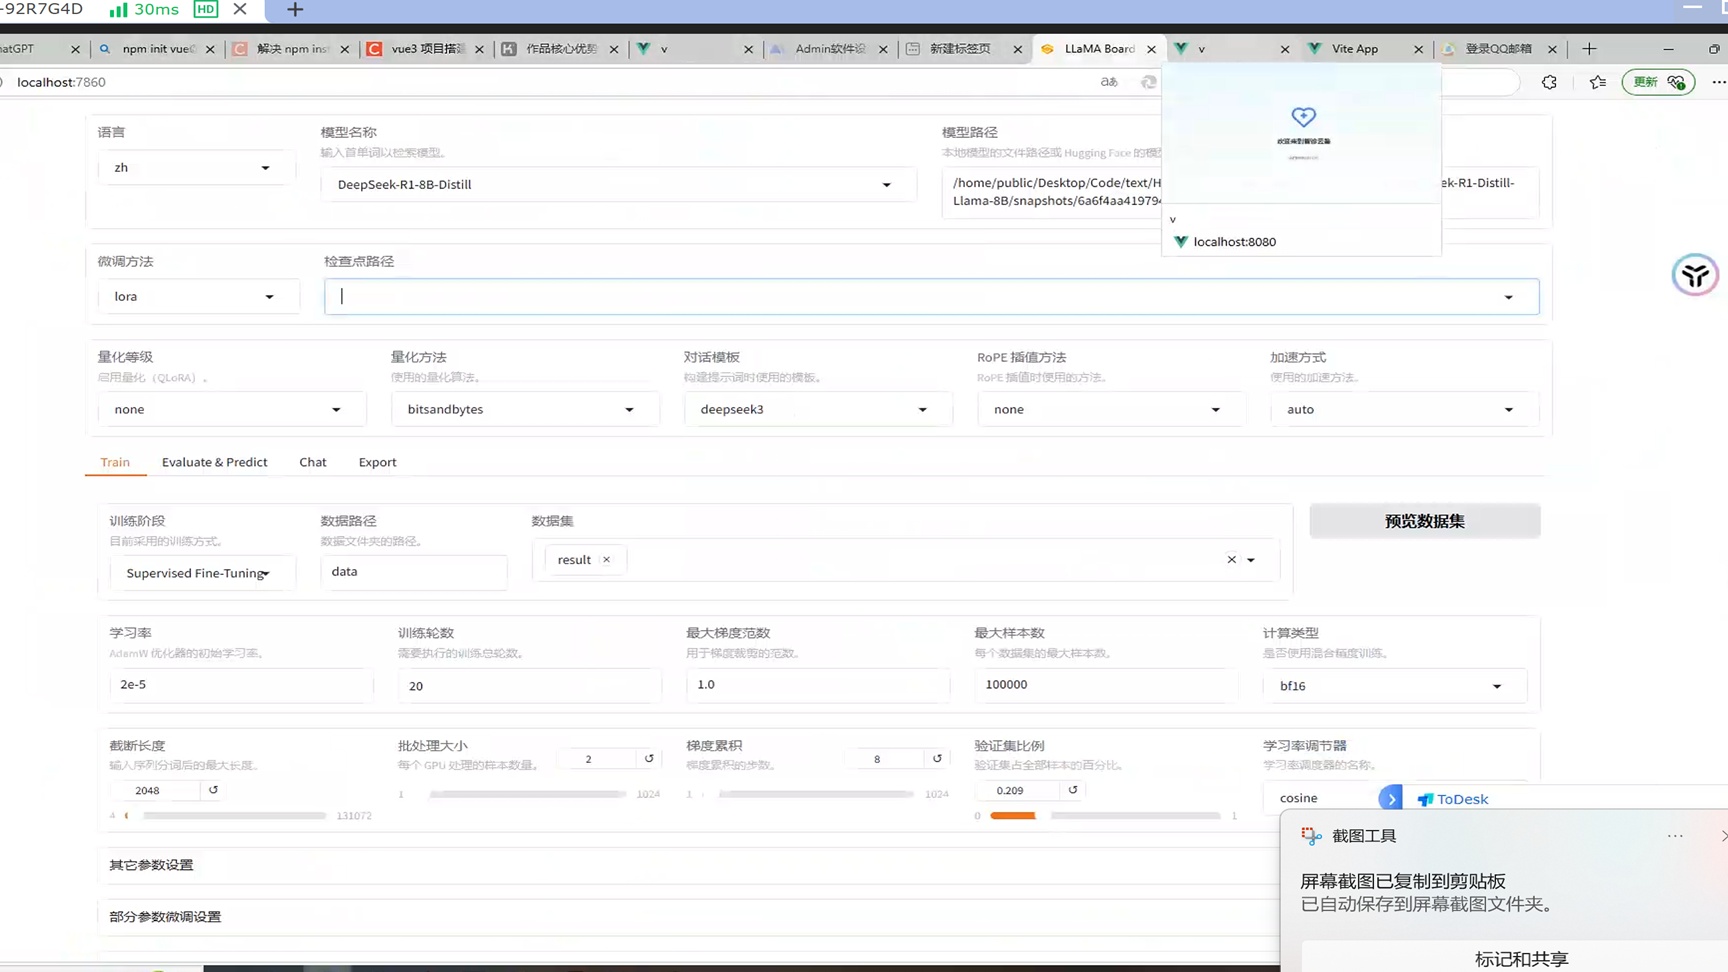 -92R7G4D 30ms HD
atGPT
npm init vue
解决 npm inst
vue3 项目搭建
作品核心优势
v
Admin软件设
新建标签页
LLaMA Board
v
Vite App
登录QQ邮箱
localhost:7860
更新
语言
模型名称
模型路径
输入首单词以检索模型。
本地模型的文件路径或 Hugging Face 的模型
zh
DeepSeek-R1-8B-Distill
/home/public/Desktop/Code/text/H
ek-R1-Distill-
Llama-8B/snapshots/6a6f4aa419794
v
localhost:8080
微调方法
检查点路径
lora
量化等级
量化方法
对话模板
RoPE 插值方法
加速方式
启用量化（QLoRA）。
使用的量化算法。
构建提示词时使用的模板。
RoPE 插值时使用的方法。
使用的加速方法。
none
bitsandbytes
deepseek3
none
auto
Train
Evaluate & Predict
Chat
Export
训练阶段
数据路径
数据集
预览数据集
目前采用的训练方式。
数据文件夹的路径。
Supervised Fine-Tuning
data
result ×
学习率
训练轮数
最大梯度范数
最大样本数
计算类型
AdamW 优化器的初始学习率。
需要执行的训练总轮数。
用于梯度裁剪的范数。
每个数据集的最大样本数。
是否使用混合精度训练。
2e-5
20
1.0
100000
bf16
截断长度
批处理大小
2
梯度累积
8
验证集比例
学习率调节器
输入序列分词后的最大长度。
每个 GPU 处理的样本数量。
梯度累积的步数。
验证集占全部样本的百分比。
学习率调度器的名称。
2048
1
1024
1
1024
0.209
cosine
ToDesk
4
131072
0
1
截图工具
其它参数设置
屏幕截图已复制到剪贴板
已自动保存到屏幕截图文件夹。
部分参数微调设置
标记和共享